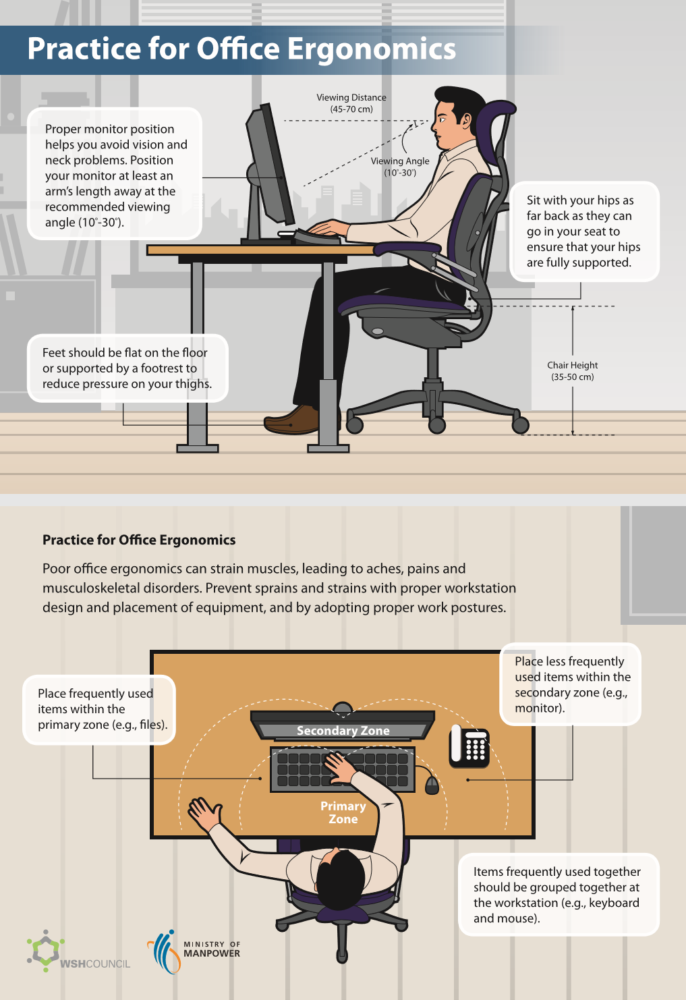 Practice for Office Ergonomics
Viewing Distance
(45-70 cm)
Proper monitor position
helps you avoid vision and
neck problems. Position
your monitor at least an
arm’s length away at the
recommended viewing
angle (10°-30°).
Viewing Angle
(10°-30°)
Sit with your hips as
far back as they can
go in your seat to
ensure that your hips
are fully supported.
Feet should be flat on the floor
or supported by a footrest to
reduce pressure on your thighs.
Chair Height
(35-50 cm)
Practice for Office Ergonomics
Poor office ergonomics can strain muscles, leading to aches, pains and
musculoskeletal disorders. Prevent sprains and strains with proper workstation
design and placement of equipment, and by adopting proper work postures.
Place less frequently
used items within the
secondary zone (e.g.,
monitor).
Place frequently used
items within the
primary zone (e.g., files).
Secondary Zone
Primary
Zone
Items frequently used together
should be grouped together at
the workstation (e.g., keyboard
and mouse).
WSHCOUNCIL
MINISTRY OF
MANPOWER